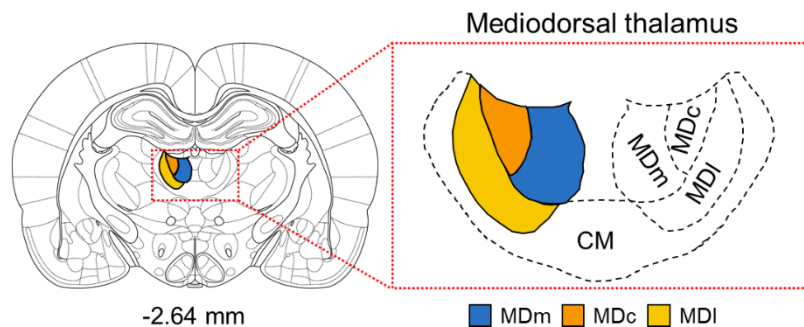 Mediodorsal thalamus
MDm
MDc
MDl
CM
-2.64 mm
MDm MDc MDl